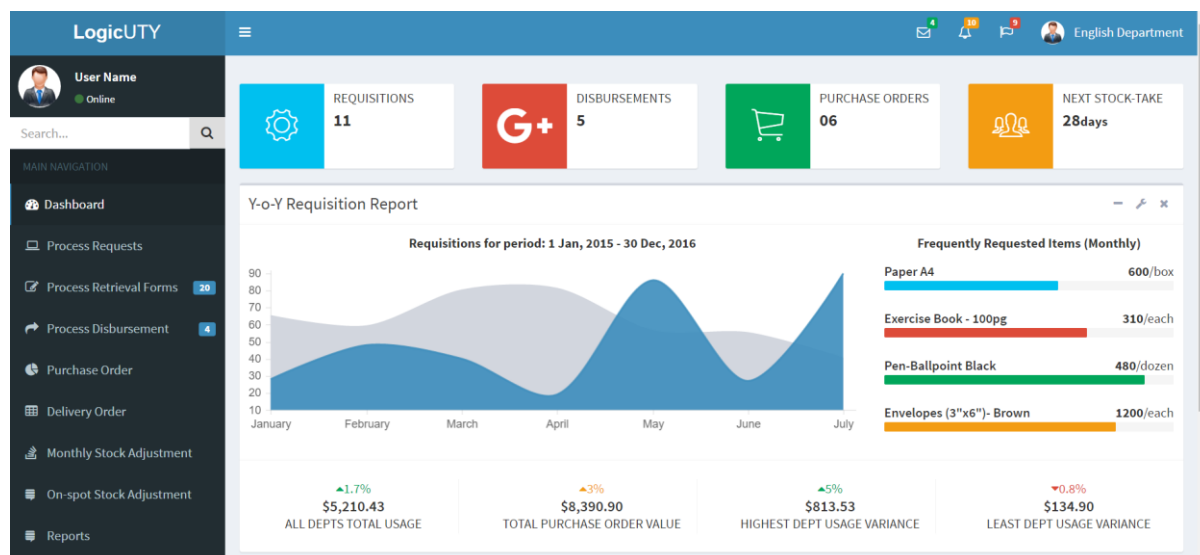 LogicUTY
4
10
9
English Department
User Name
Online
Search...
MAIN NAVIGATION
Dashboard
Process Requests
Process Retrieval Forms 20
Process Disbursement 4
Purchase Order
Delivery Order
Monthly Stock Adjustment
On-spot Stock Adjustment
Reports
REQUISITIONS
11
G+
DISBURSEMENTS
5
PURCHASE ORDERS
06
NEXT STOCK-TAKE
28days
Y-o-Y Requisition Report
Requisitions for period: 1 Jan, 2015 - 30 Dec, 2016
90
80
70
60
50
40
30
20
10
January February March April May June July
Frequently Requested Items (Monthly)
Paper A4 600/box
Exercise Book - 100pg 310/each
Pen-Ballpoint Black 480/dozen
Envelopes (3"x6")- Brown 1200/each
1.7%
$5,210.43
ALL DEPTS TOTAL USAGE
3%
$8,390.90
TOTAL PURCHASE ORDER VALUE
5%
$813.53
HIGHEST DEPT USAGE VARIANCE
0.8%
$134.90
LEAST DEPT USAGE VARIANCE